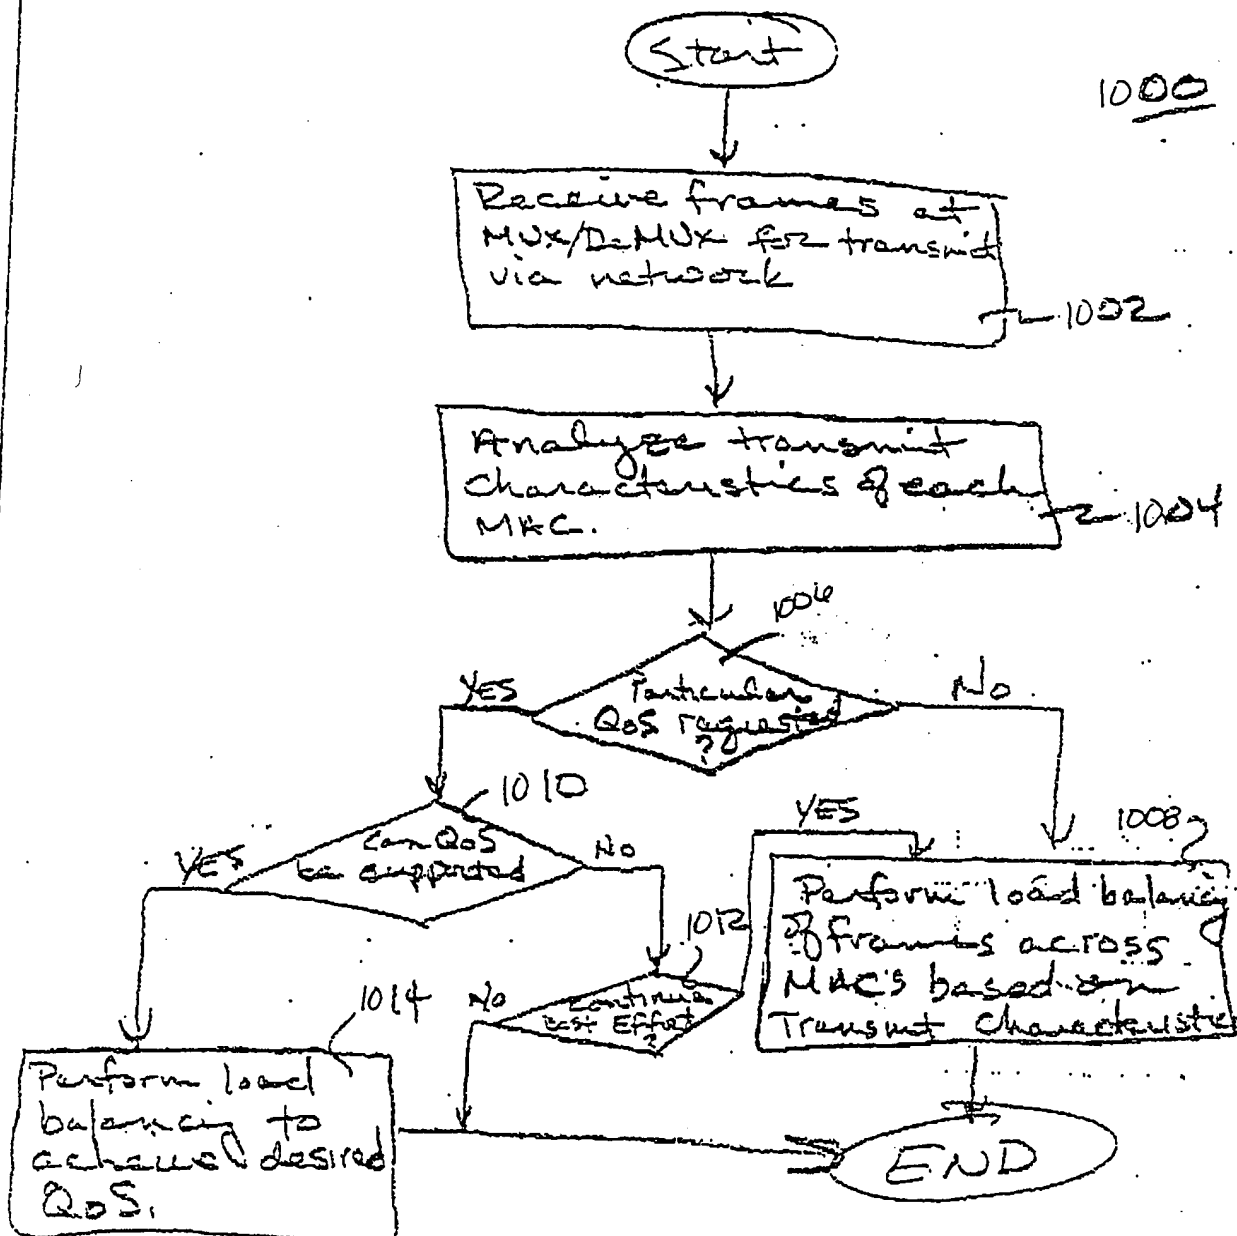 Start
1000
Receive frames at
MUX/DeMUX for transmit
via network
1002
Analyze transmit
characteristics of each
MAC.
1004
1006
YES
Particular
QoS requested
?
No
1010
Can QoS
be supported
YES
No
YES
1008
Perform load balancing
of frames across
MAC's based on
Transmit Characteristic
1012
Continue
Best Effort
?
No
1014
Perform load
balancing to
acheive desired
QoS.
END